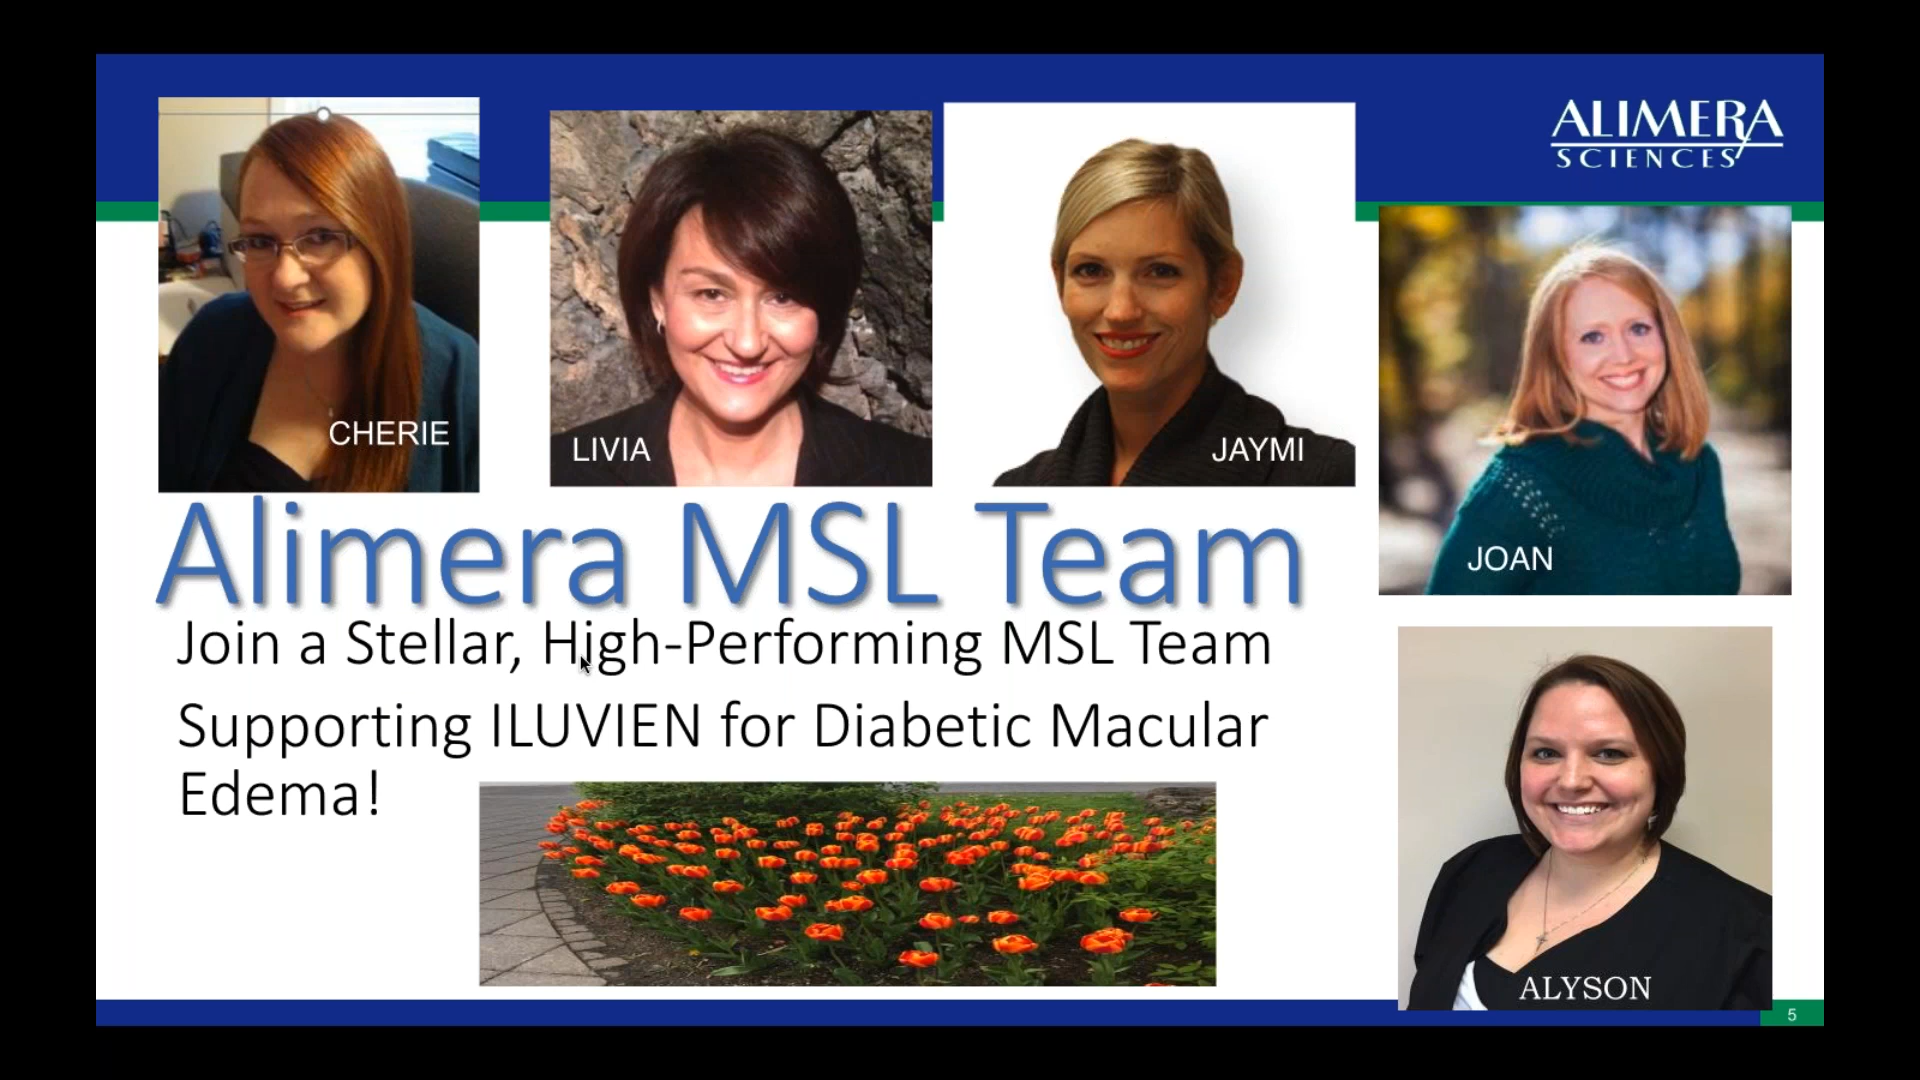 ALIMERA
SCIENCES
CHERIE
LIVIA
JAYMI
JOAN
Alimera MSL Team
Join a Stellar, High-Performing MSL Team
Supporting ILUVIEN for Diabetic Macular
Edema!
ALYSON
5